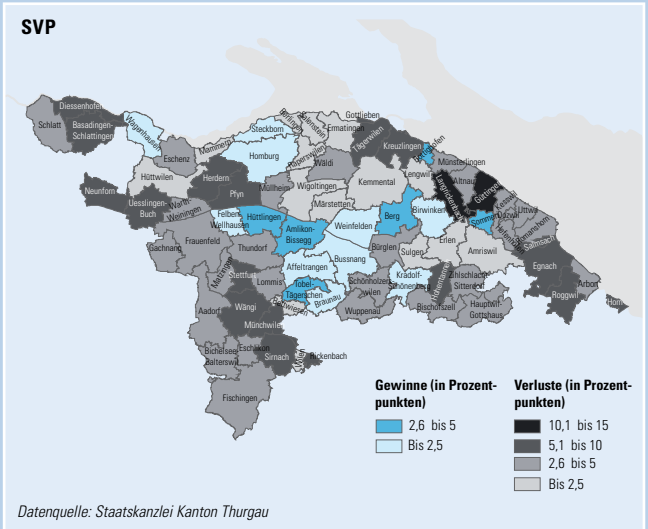 SVP
Diessenhofen
Schlatt
Basadingen-
Schlattingen
Wagenhausen
Eschenz
Mammern
Steckborn
Berlingen
Gottlieben
Ermatingen
Tägerwilen
Kreuzlingen
Münsterlingen
Homburg
Raperswilen
Wäldi
Hüttwilen
Herdern
Pfyn
Müllheim
Wigoltingen
Kemmental
Lengwil
Langrickenbach
Altnau
Güttingen
Kesswil
Neunforn
Uesslingen-
Buch
Warth-
Weiningen
Felben-
Wellhausen
Hüttlingen
Märstetten
Weinfelden
Berg
Birwinken
Sommeri
Dozwil
Uttwil
Hefenhofen
Romanshorn
Salmsach
Gachnang
Frauenfeld
Thundorf
Amlikon-
Bissegg
Bussnang
Bürglen
Sulgen
Erlen
Amriswil
Egnach
Matzingen
Stettfurt
Lommis
Affeltrangen
Tobel-
Tägerschen
Braunau
Schönholzers-
wilen
Wuppenau
Kradolf-
Schönenberg
Hohentannen
Zihlschlacht-
Sitterdorf
Bischofszell
Hauptwil-
Gottshaus
Roggwil
Arbon
Horn
Aadorf
Wängi
Münchwilen
Bichelsee-
Balterswil
Eschlikon
Sirnach
Wilen
Rickenbach
Fischingen
Gewinne (in Prozent-
punkten)
2,6 bis 5
Bis 2,5
Verluste (in Prozent-
punkten)
10,1 bis 15
5,1 bis 10
2,6 bis 5
Bis 2,5
Datenquelle: Staatskanzlei Kanton Thurgau